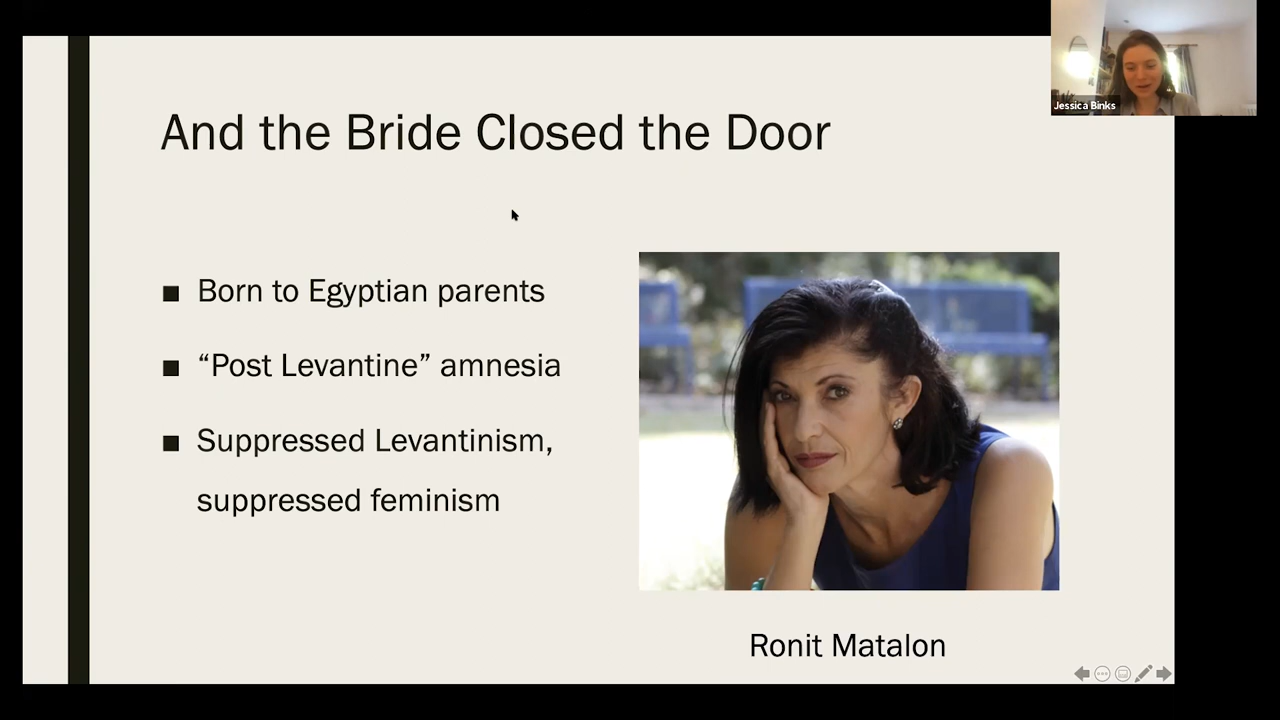 Jessica Binks
And the Bride Closed the Door
■ Born to Egyptian parents
■ “Post Levantine” amnesia
■ Suppressed Levantinism,
suppressed feminism
Ronit Matalon